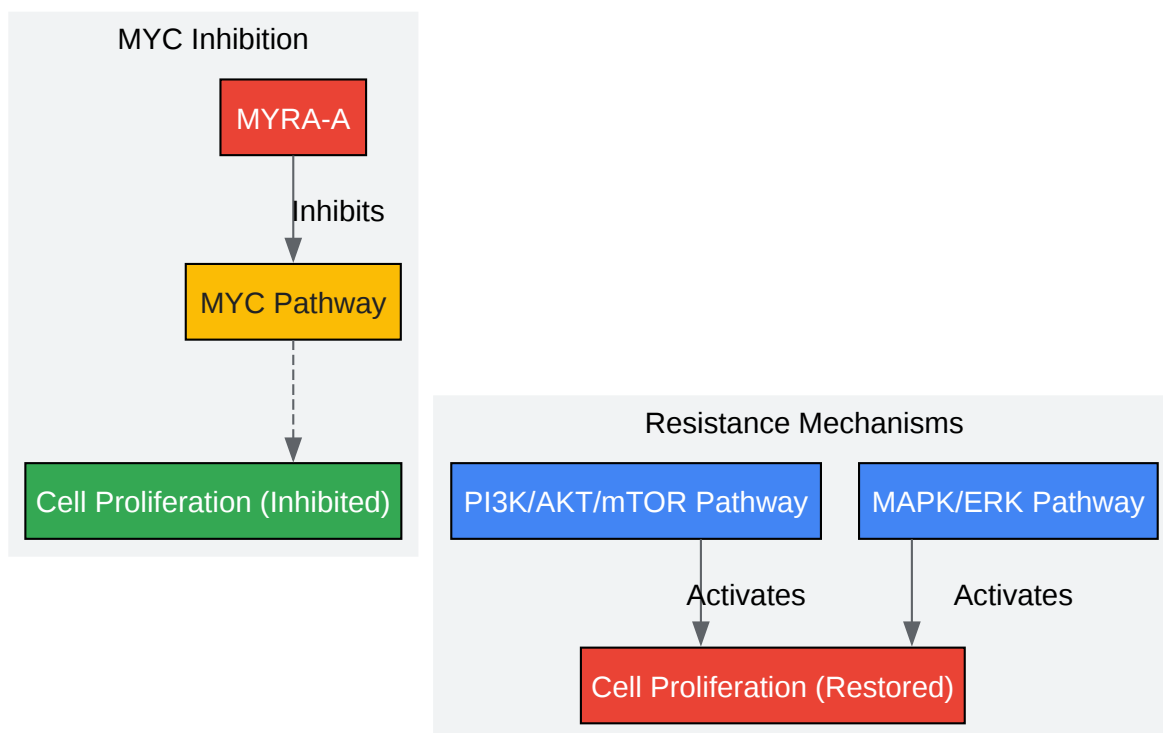 MYC Inhibition
MYRA-A
Inhibits
MYC Pathway
Cell Proliferation (Inhibited)
Resistance Mechanisms
PI3K/AKT/mTOR Pathway
MAPK/ERK Pathway
Activates
Activates
Cell Proliferation (Restored)